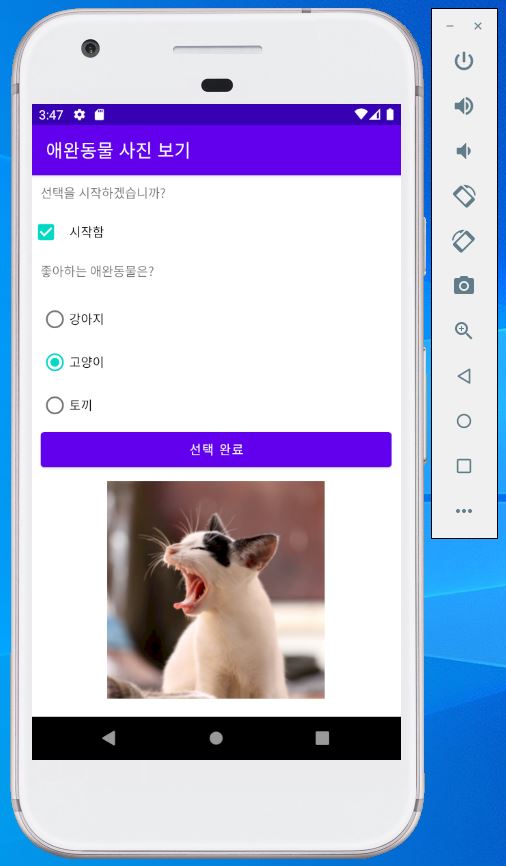 3:47
애완동물 사진 보기
선택을 시작하겠습니까?
시작함
좋아하는 애완동물은?
강아지
고양이
토끼
선택 완료